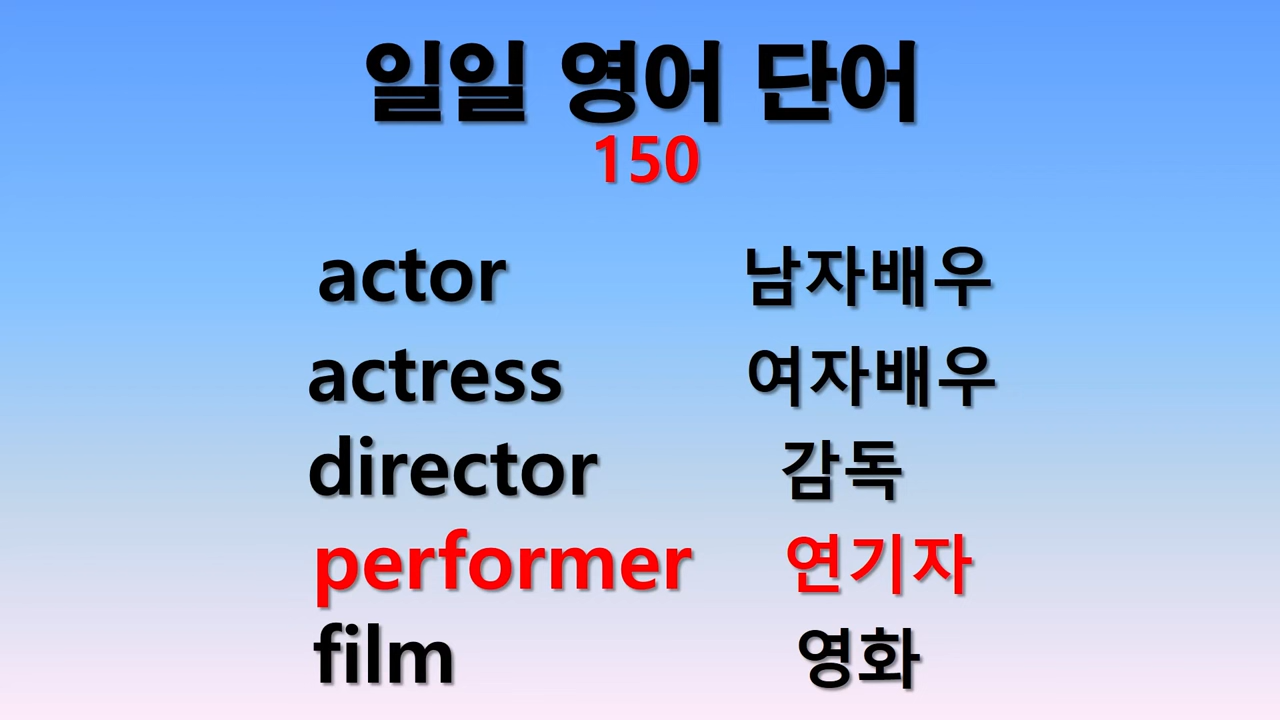 일일 영어 단어
150
actor 남자배우
actress 여자배우
director 감독
performer 연기자
film 영화